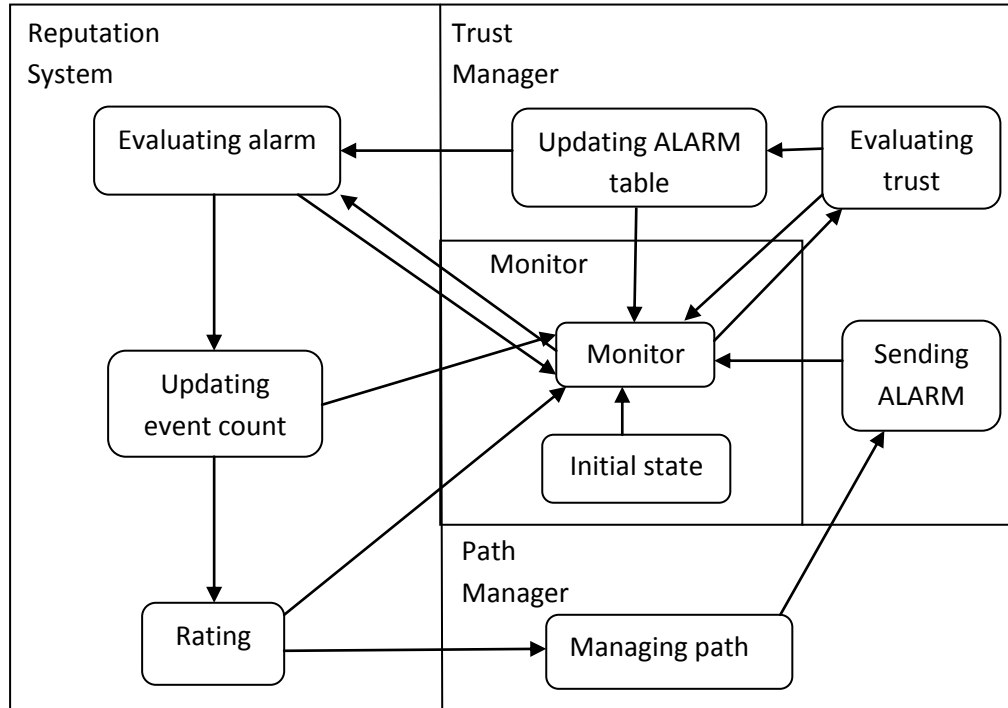 Reputation
System
Trust
Manager
Evaluating alarm
Updating ALARM
table
Evaluating
trust
Monitor
Monitor
Sending
ALARM
Updating
event count
Initial state
Path
Manager
Rating
Managing path